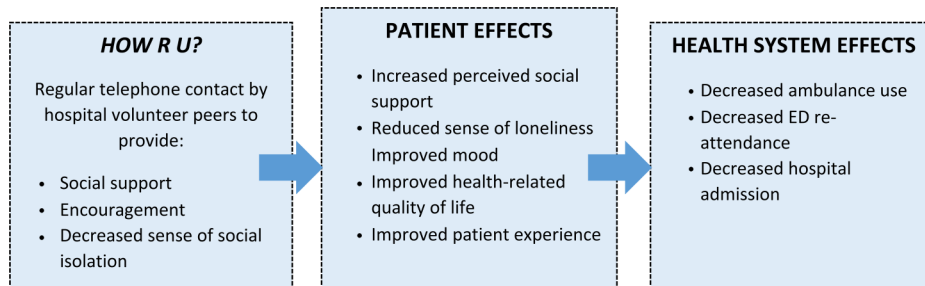 HOW R U?
Regular telephone contact by
hospital volunteer peers to
provide:
• Social support
• Encouragement
• Decreased sense of social
isolation
PATIENT EFFECTS
• Increased perceived social
support
• Reduced sense of loneliness
Improved mood
• Improved health-related
quality of life
• Improved patient experience
HEALTH SYSTEM EFFECTS
• Decreased ambulance use
• Decreased ED re-
attendance
• Decreased hospital
admission